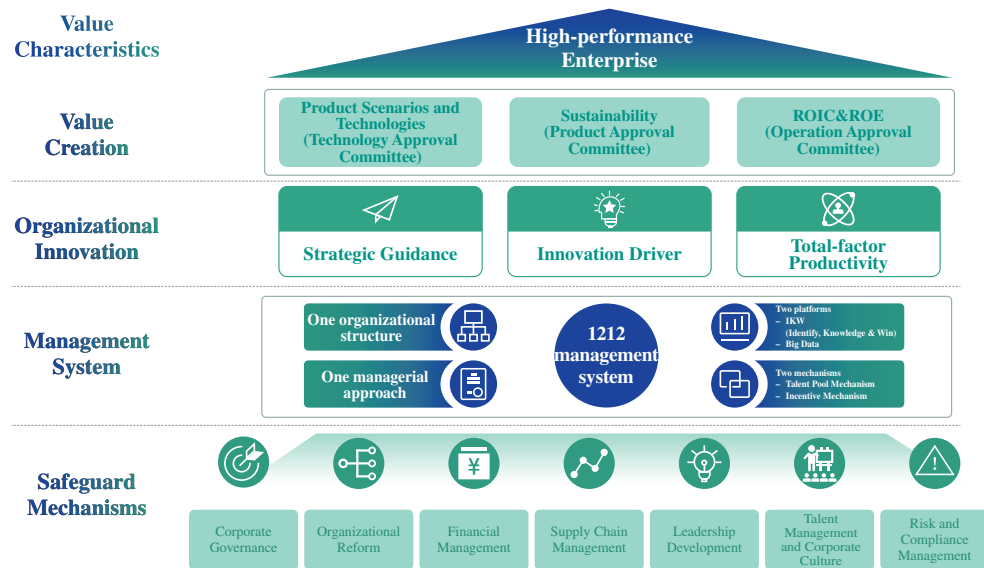 Value
Characteristics
High-performance
Enterprise
Value
Creation
Product Scenarios and
Technologies
(Technology Approval
Committee)
Sustainability
(Product Approval
Committee)
ROIC&ROE
(Operation Approval
Committee)
Organizational
Innovation
Strategic Guidance
Innovation Driver
Total-factor
Productivity
Management
System
One organizational
structure
One managerial
approach
1212
management
system
Two platforms
– IKW
(Identify, Knowledge & Win)
– Big Data
Two mechanisms
– Talent Pool Mechanism
– Incentive Mechanism
Safeguard
Mechanisms
¥
!
Corporate
Governance
Organizational
Reform
Financial
Management
Supply Chain
Management
Leadership
Development
Talent
Management
and Corporate
Culture
Risk and
Compliance
Management